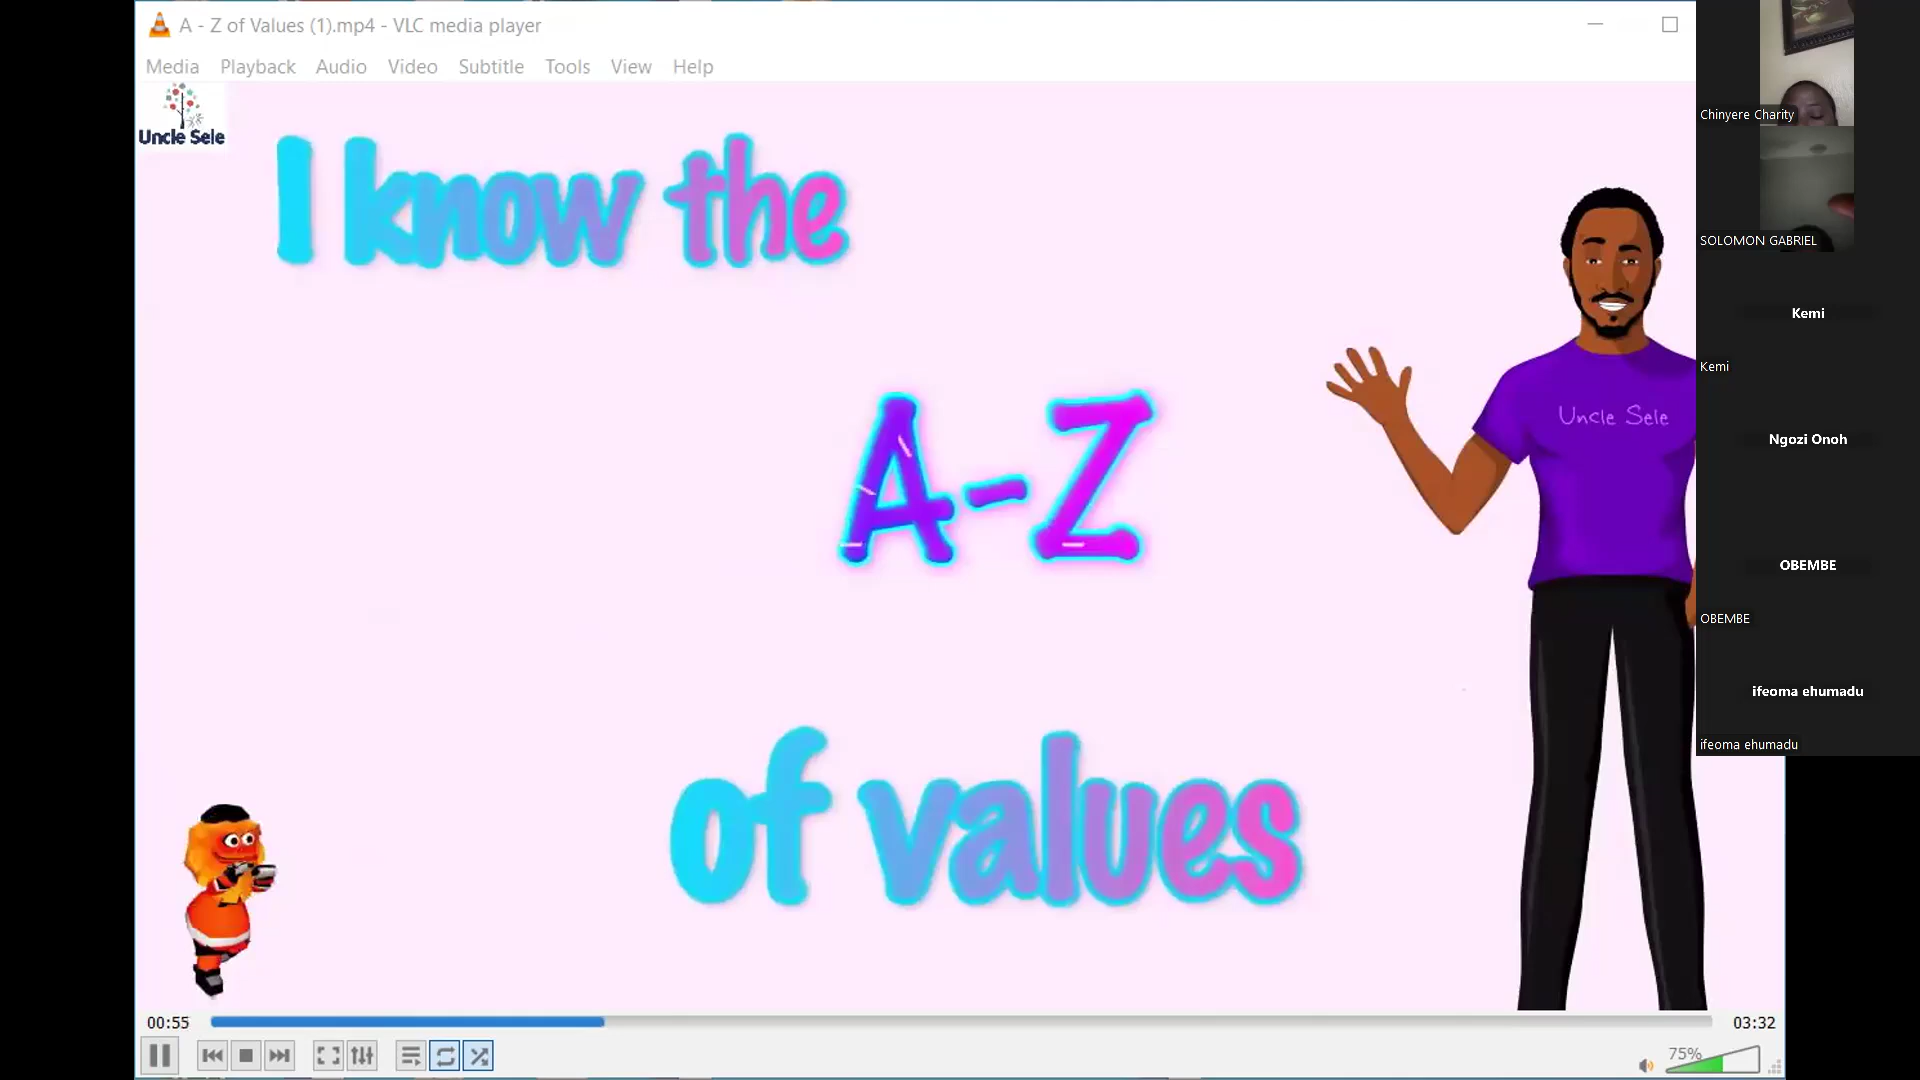 A - Z of Values (1).mp4 - VLC media player
Media Playback Audio Video Subtitle Tools View Help
Uncle Sele
I know the
A-Z
of values
Uncle Sele
Chinyere Charity
SOLOMON GABRIEL
Kemi
Kemi
Ngozi Onoh
OBEMBE
OBEMBE
ifeoma ehumadu
ifeoma ehumadu
00:55
03:32
75%